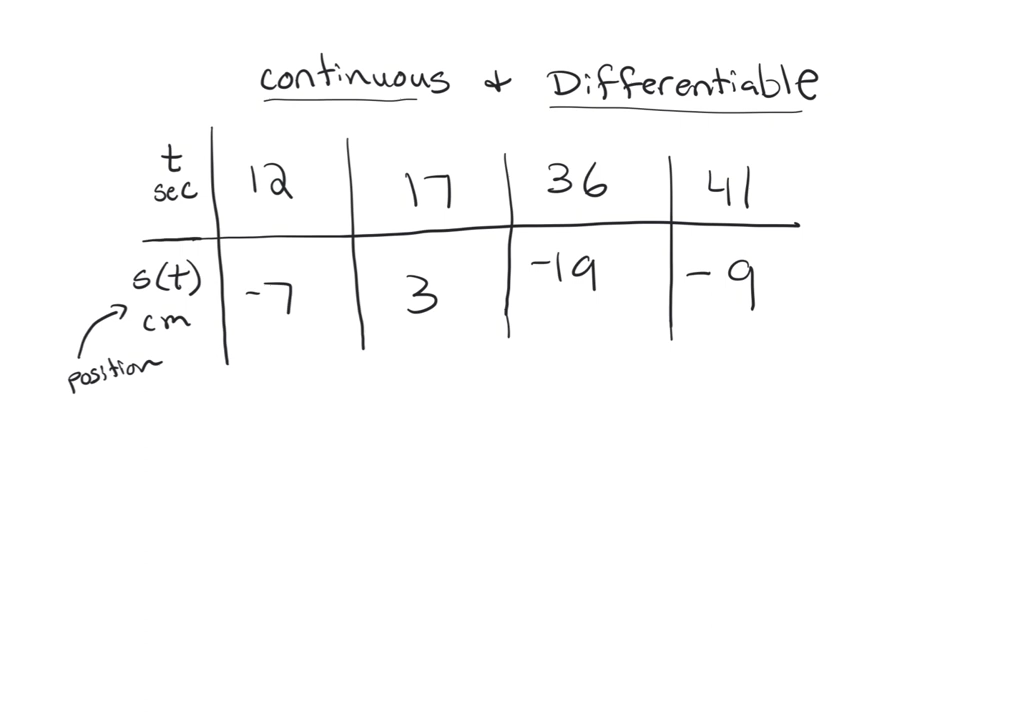 continuous & Differentiable
t sec 12 17 36 41
s(t) cm -7 3 -19 -9
position